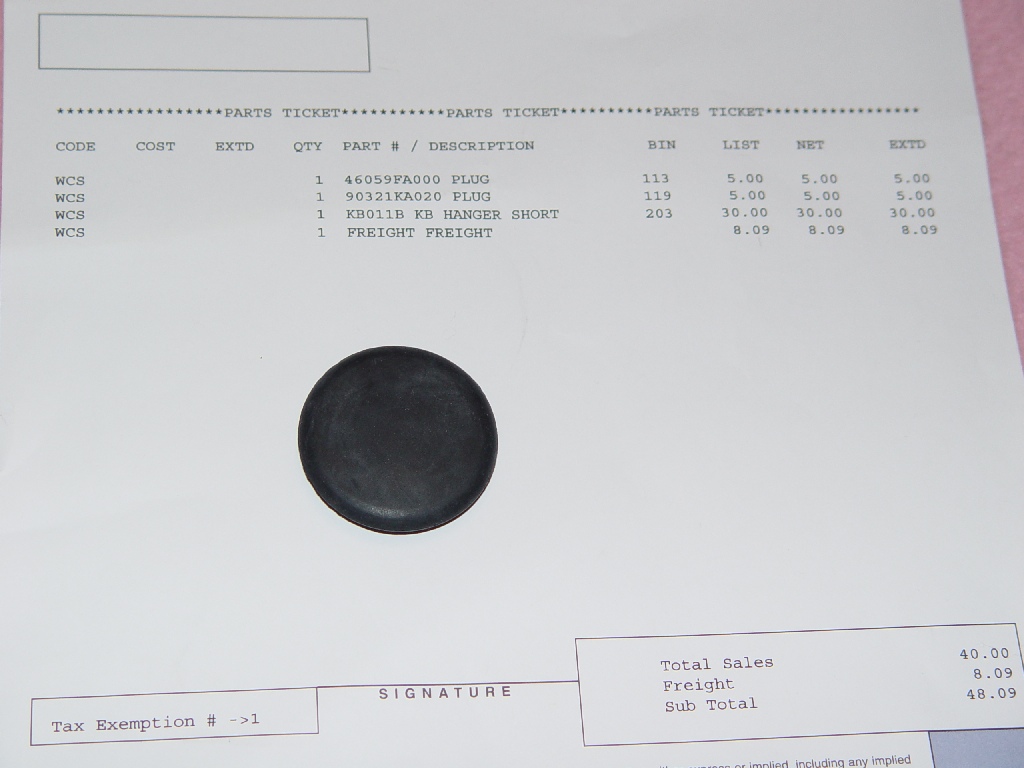 *****************PARTS TICKET***********PARTS TICKET**********PARTS TICKET****************
CODE COST EXTD QTY PART # / DESCRIPTION BIN LIST NET EXTD
WCS 1 46059FA000 PLUG 113 5.00 5.00 5.00
WCS 1 90321KA020 PLUG 119 5.00 5.00 5.00
WCS 1 KB011B KB HANGER SHORT 203 30.00 30.00 30.00
WCS 1 FREIGHT FREIGHT 8.09 8.09 8.09
Total Sales 40.00
Freight 8.09
Sub Total 48.09
SIGNATURE
Tax Exemption # ->1
or implied, including any implied